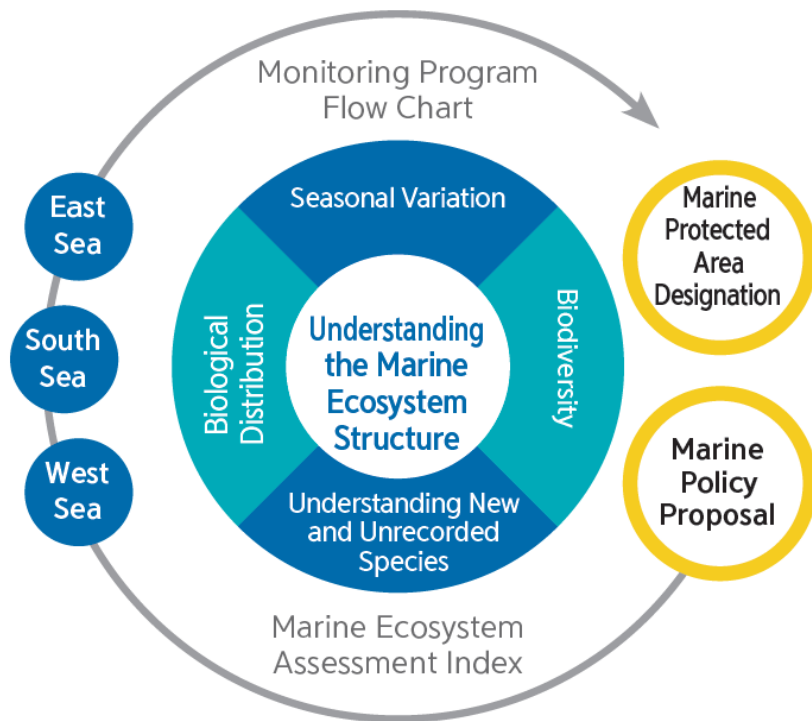 Monitoring Program
Flow Chart
East
Sea
South
Sea
West
Sea
Seasonal Variation
Biological
Distribution
Understanding
the Marine
Ecosystem
Structure
Biodiversity
Understanding New
and Unrecorded
Species
Marine
Protected
Area
Designation
Marine
Policy
Proposal
Marine Ecosystem
Assessment Index